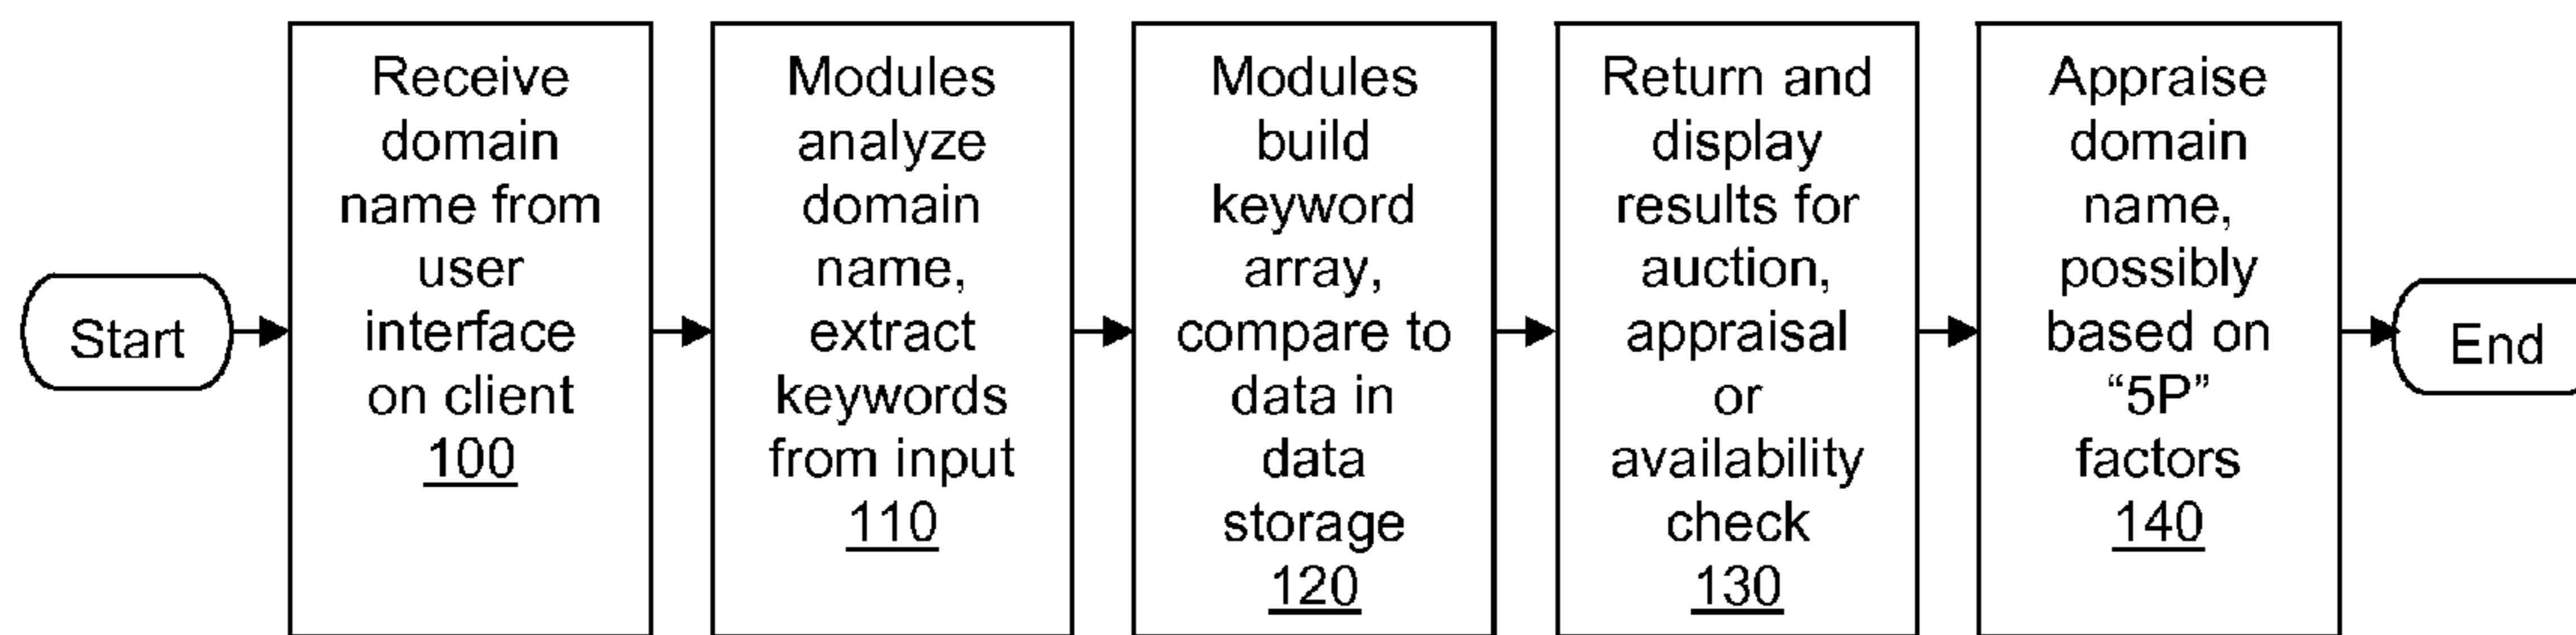 Start
Receive
domain
name from
user
interface
on client
100
Modules
analyze
domain
name,
extract
keywords
from input
110
Modules
build
keyword
array,
compare to
data in
data
storage
120
Return and
display
results for
auction,
appraisal
or
availability
check
130
Appraise
domain
name,
possibly
based on
“5P”
factors
140
End